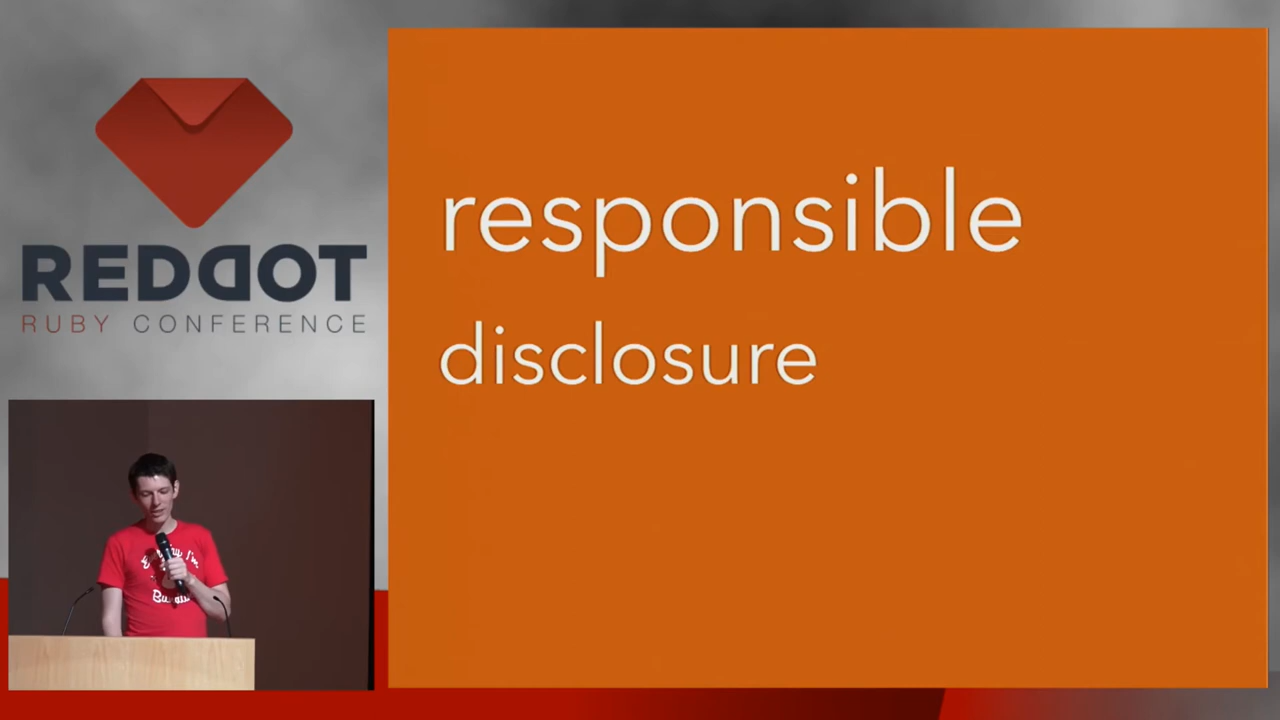 REDDOT
RUBY CONFERENCE
responsible
disclosure
I'm